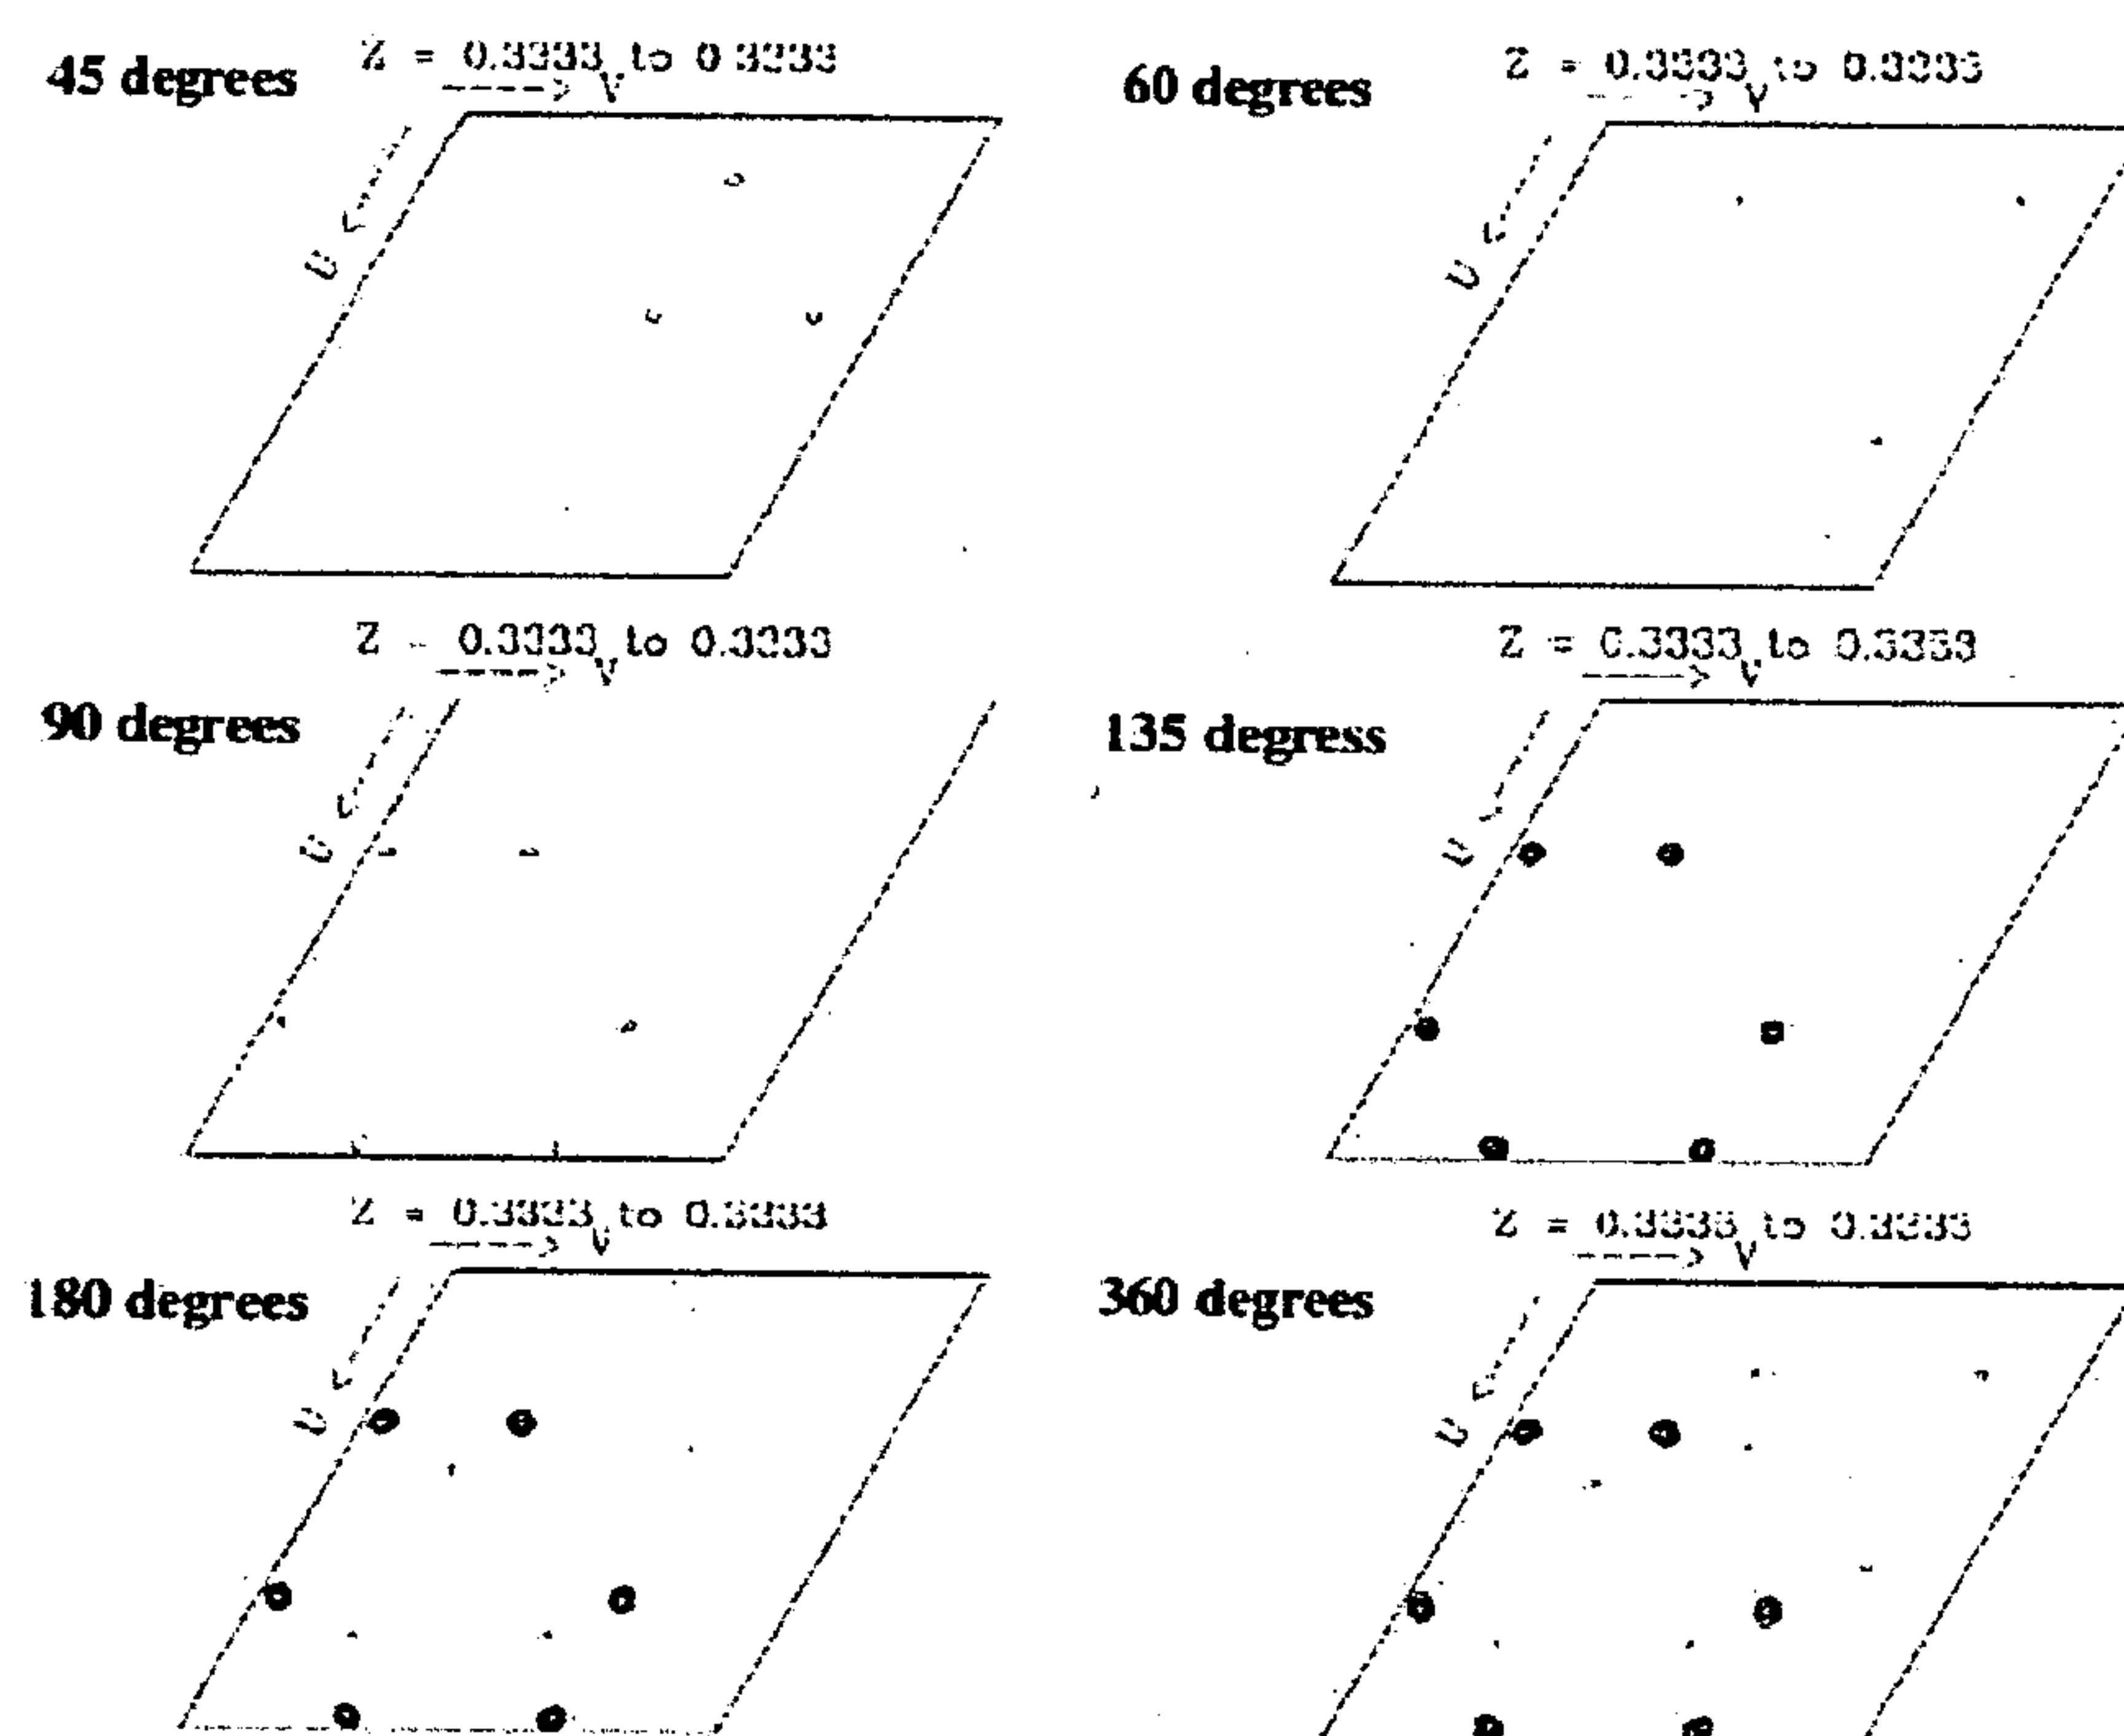 45 degrees
Z = 0.3333 to 0.3333
V
U
60 degrees
Z = 0.3333 to 0.3333
V
U
90 degrees
Z = 0.3333 to 0.3333
V
U
135 degress
Z = 0.3333 to 0.3333
V
U
180 degrees
Z = 0.3333 to 0.3333
V
U
360 degrees
Z = 0.3333 to 0.3333
V
U